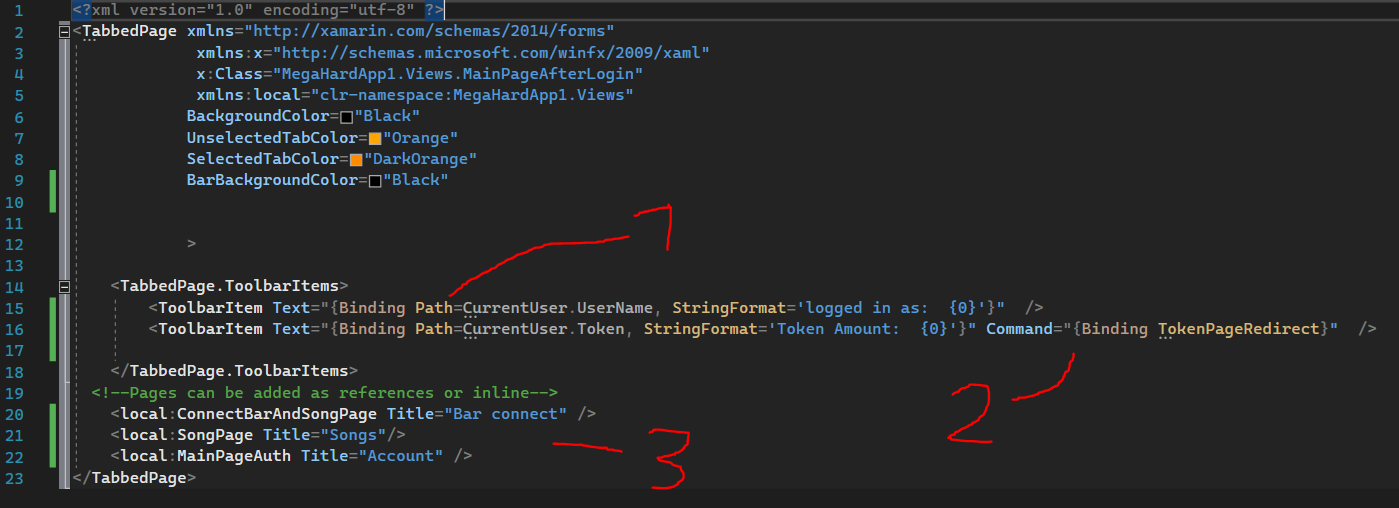 1 <?xml version="1.0" encoding="utf-8" ?>
2 <TabbedPage xmlns="http://xamarin.com/schemas/2014/forms"
3 xmlns:x="http://schemas.microsoft.com/winfx/2009/xaml"
4 x:Class="MegaHardApp1.Views.MainPageAfterLogin"
5 xmlns:local="clr-namespace:MegaHardApp1.Views"
6 BackgroundColor="Black"
7 UnselectedTabColor="Orange"
8 SelectedTabColor="DarkOrange"
9 BarBackgroundColor="Black"
10
11
12 >
13
1
14 <TabbedPage.ToolbarItems>
15 <ToolbarItem Text="{Binding Path=CurrentUser.UserName, StringFormat='logged in as:  {0}'}"  />
16 <ToolbarItem Text="{Binding Path=CurrentUser.Token, StringFormat='Token Amount:  {0}'}" Command="{Binding TokenPageRedirect}"  />
17
18 </TabbedPage.ToolbarItems>
19 <!--Pages can be added as references or inline-->
2
20 <local:ConnectBarAndSongPage Title="Bar connect" />
21 <local:SongPage Title="Songs"/>
3
22 <local:MainPageAuth Title="Account" />
23 </TabbedPage>